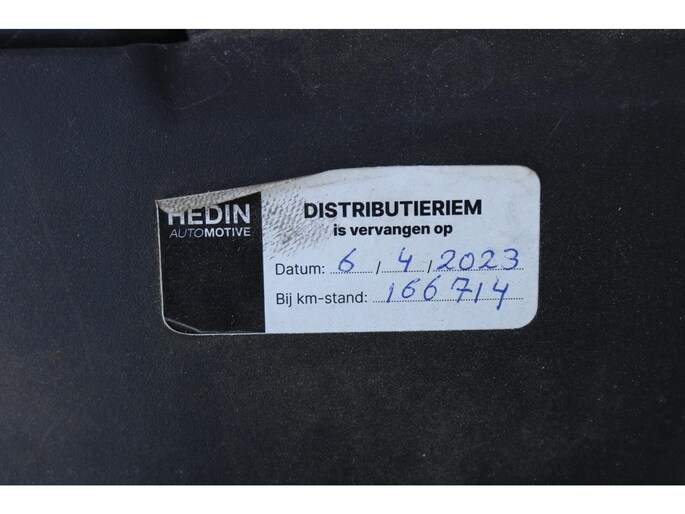 HEDIN
AUTOMOTIVE
DISTRIBUTIERIEM
is vervangen op
Datum: 6 / 4 / 2023
Bij km-stand: 166714